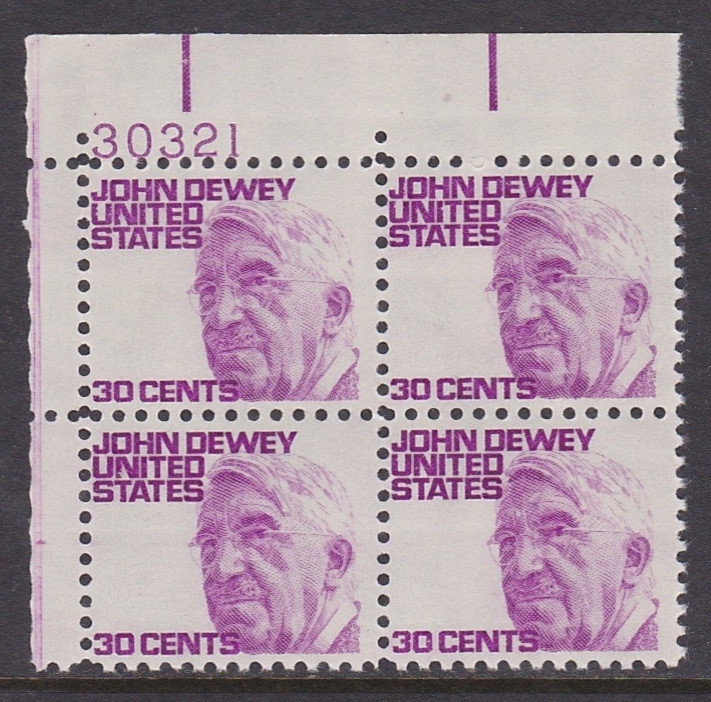 30321
JOHN DEWEY
UNITED
STATES
30 CENTS
JOHN DEWEY
UNITED
STATES
30 CENTS
JOHN DEWEY
UNITED
STATES
30 CENTS
JOHN DEWEY
UNITED
STATES
30 CENTS